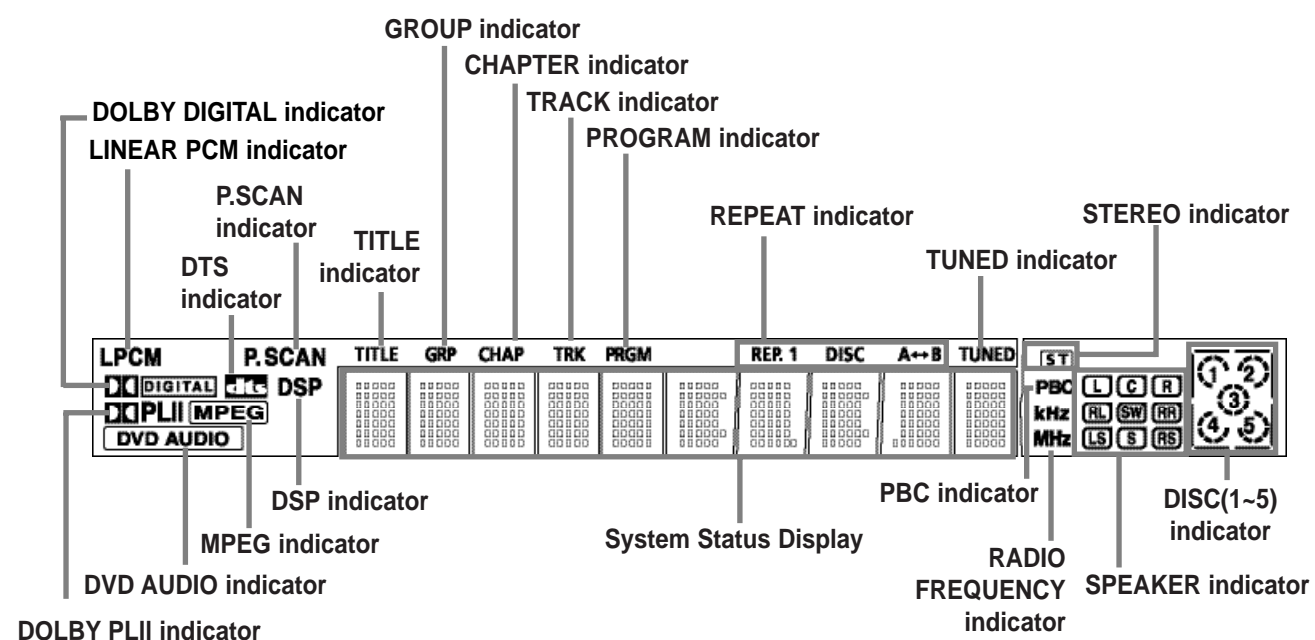 GROUP indicator
CHAPTER indicator
TRACK indicator
PROGRAM indicator
DOLBY DIGITAL indicator
LINEAR PCM indicator
P.SCAN
indicator
TITLE
indicator
DTS
indicator
REPEAT indicator
STEREO indicator
TUNED indicator
LPCM P.SCAN TITLE GRP CHAP TRK PRGM REP. 1 DISC A↔B TUNED ST
DIGITAL dts DSP PBC L C R 1 2
PLII MPEG kHz RL SW RR 3
DVD AUDIO MHz LS S RS 4 5
DSP indicator
MPEG indicator
DVD AUDIO indicator
DOLBY PLII indicator
System Status Display
PBC indicator
RADIO
FREQUENCY
indicator
SPEAKER indicator
DISC(1~5)
indicator